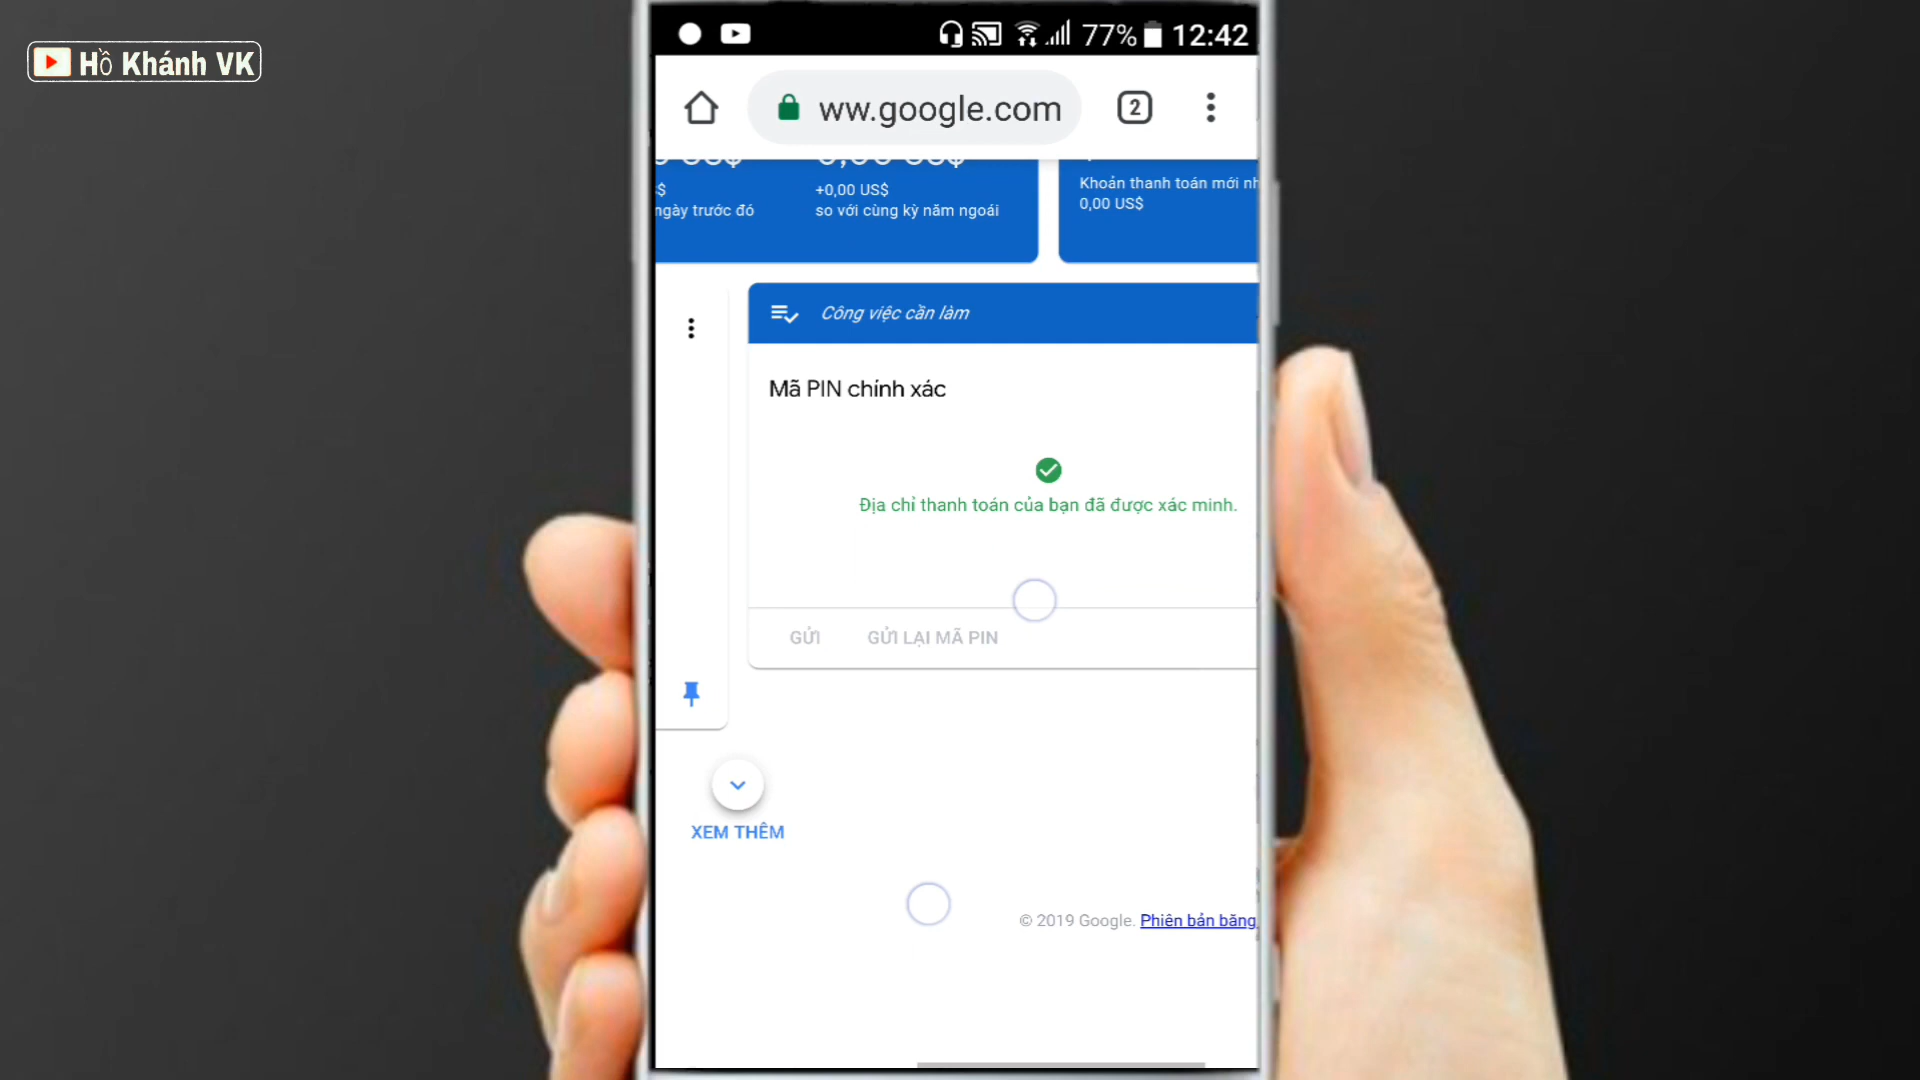 Hồ Khánh VK
77% 12:42
ww.google.com
2
$
ngày trước đó
+0,00 US$
so với cùng kỳ năm ngoái
Khoản thanh toán mới nh
0,00 US$
Công việc cần làm
Mã PIN chính xác
Địa chỉ thanh toán của bạn đã được xác minh.
GỬI GỬI LẠI MÃ PIN
XEM THÊM
© 2019 Google. Phiên bản băng